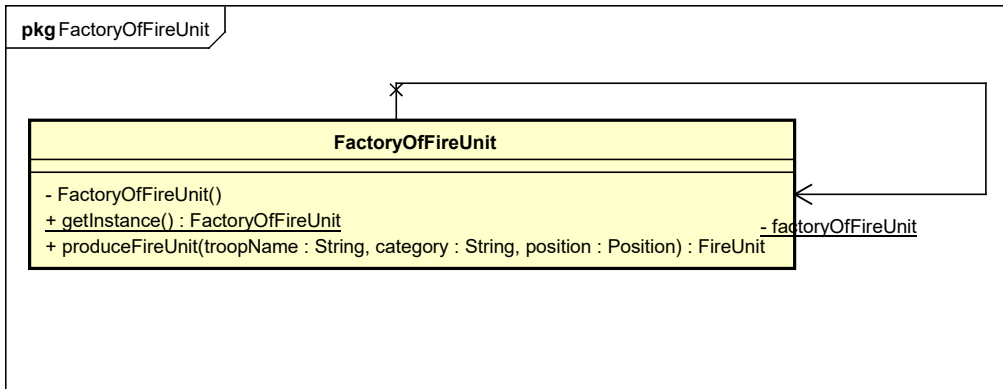 pkg FactoryOfFireUnit
FactoryOfFireUnit
- FactoryOfFireUnit()
+ getInstance() : FactoryOfFireUnit
- factoryOfFireUnit
+ produceFireUnit(troopName : String, category : String, position : Position) : FireUnit